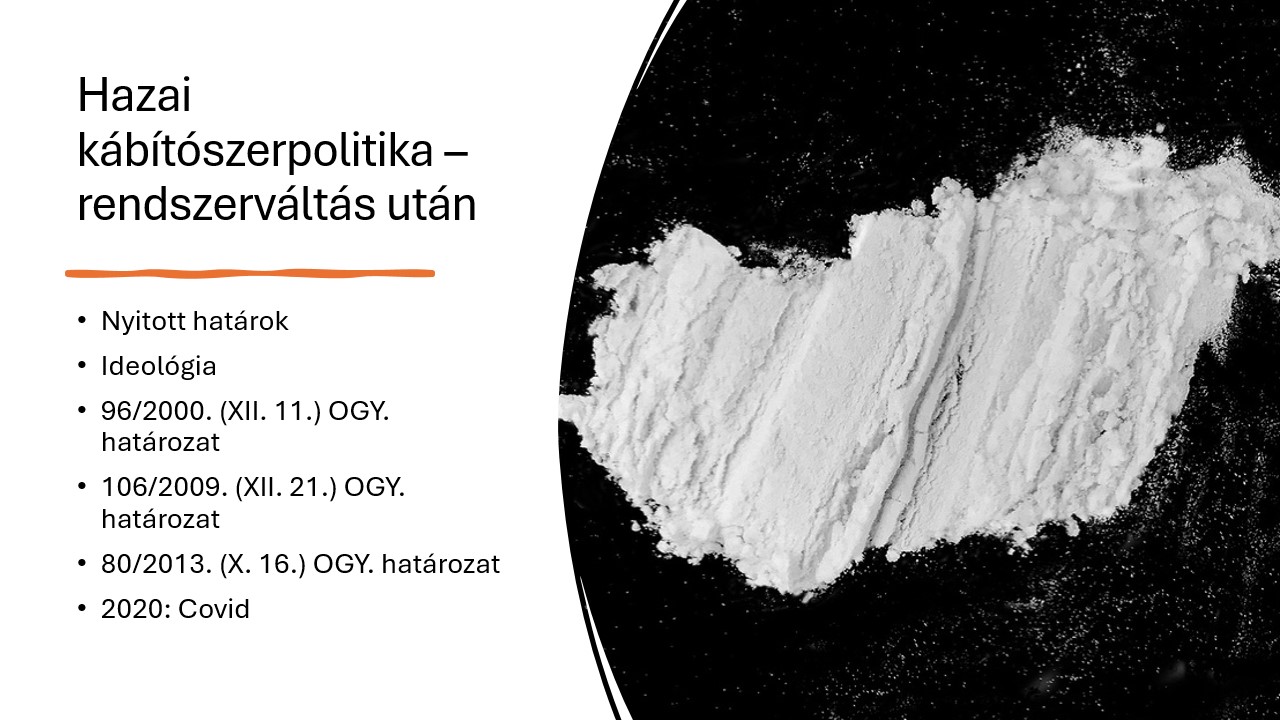 Hazai
kábítószerpolitika –
rendszerváltás után
• Nyitott határok
• Ideológia
• 96/2000. (XII. 11.) OGY.
határozat
• 106/2009. (XII. 21.) OGY.
határozat
• 80/2013. (X. 16.) OGY. határozat
• 2020: Covid